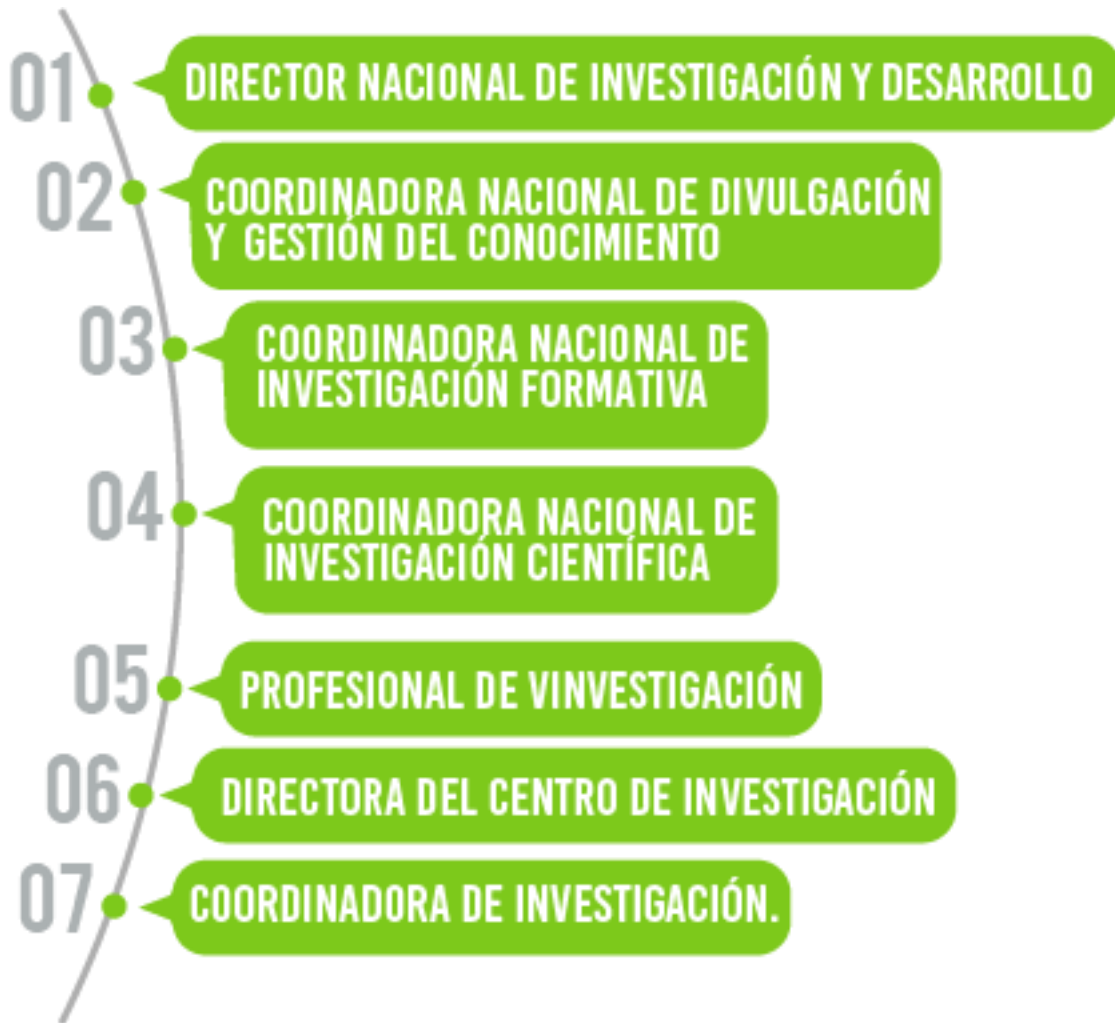 01
DIRECTOR NACIONAL DE INVESTIGACIÓN Y DESARROLLO
02
COORDINADORA NACIONAL DE DIVULGACIÓN
Y GESTIÓN DEL CONOCIMIENTO
03
COORDINADORA NACIONAL DE
INVESTIGACIÓN FORMATIVA
04
COORDINADORA NACIONAL DE
INVESTIGACIÓN CIENTÍFICA
05
PROFESIONAL DE VINVESTIGACIÓN
06
DIRECTORA DEL CENTRO DE INVESTIGACIÓN
07
COORDINADORA DE INVESTIGACIÓN.